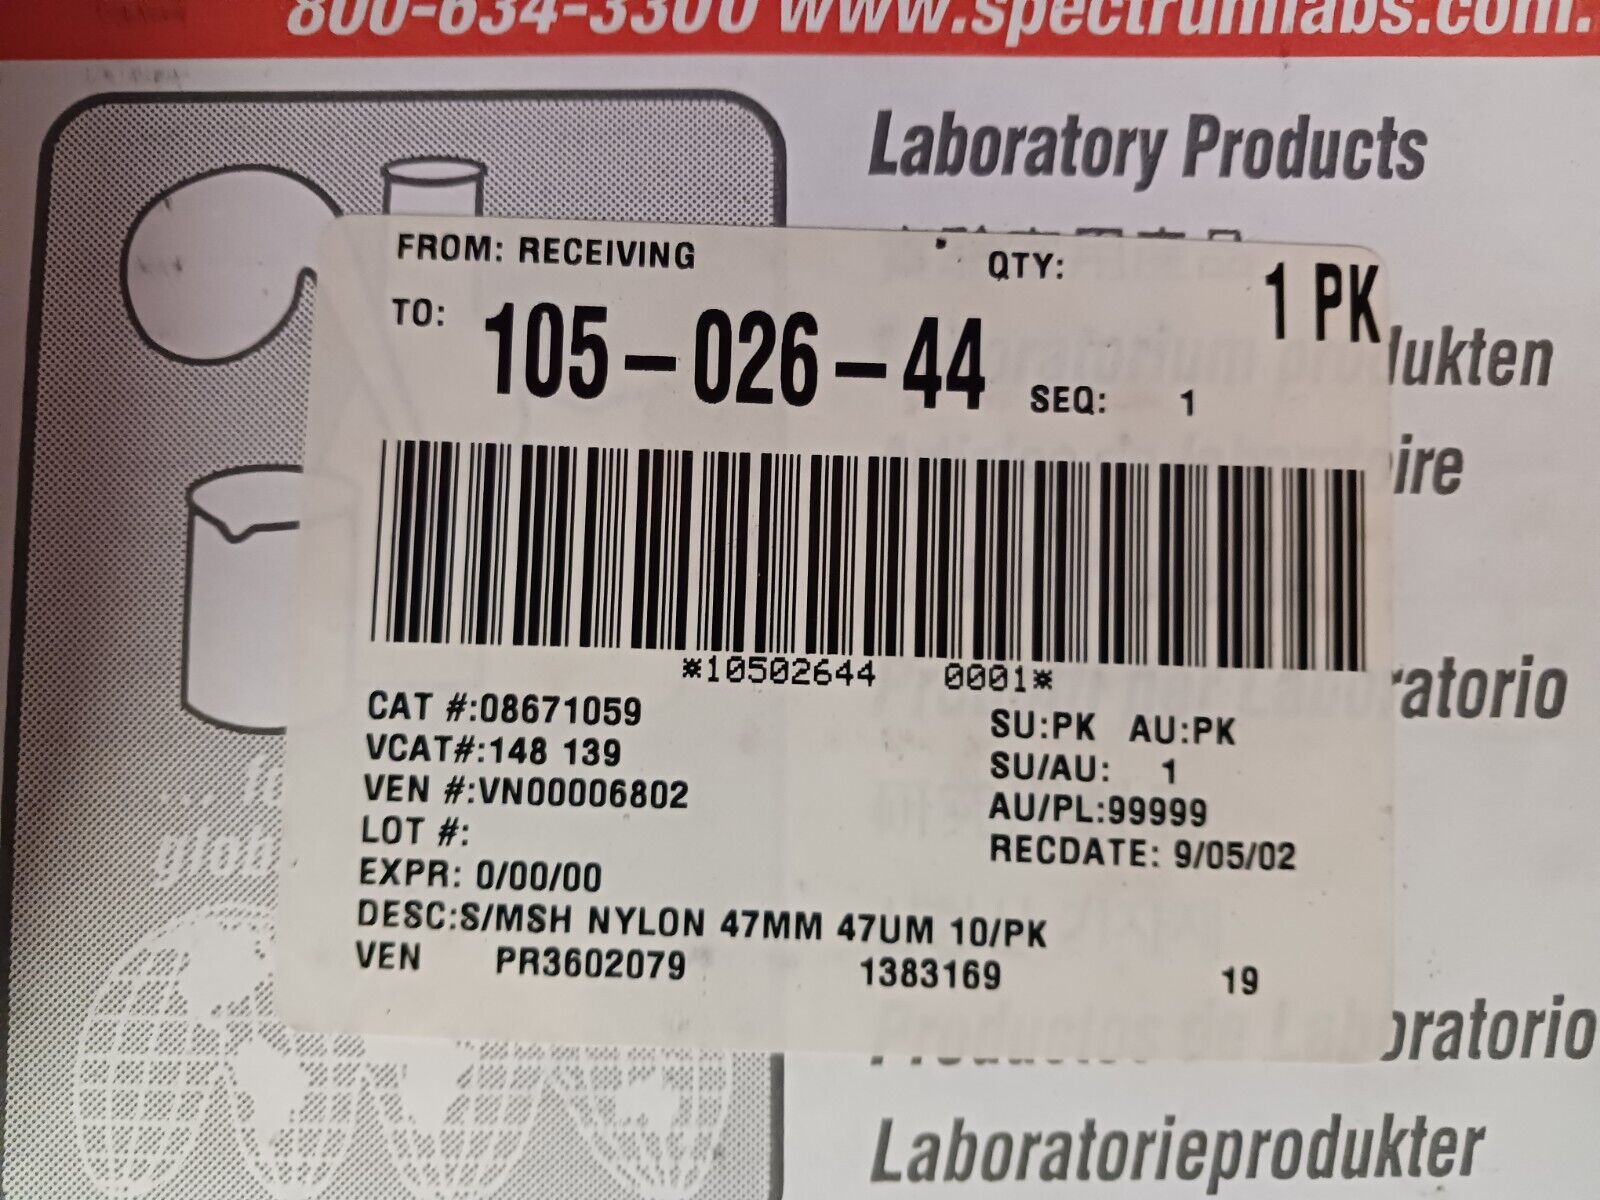 800-634-3300 www.spectrumlabs.com
Laboratory Products
FROM: RECEIVING
QTY: 1 PK
TO: 105-026-44
SEQ: 1
lukten
ire
*10502644 0001*
ratorio
CAT #:08671059
SU:PK AU:PK
VCAT#:148 139
SU/AU: 1
VEN #:VN00006802
AU/PL:99999
LOT #:
RECDATE: 9/05/02
EXPR: 0/00/00
DESC:S/MSH NYLON 47MM 47UM 10/PK
VEN PR3602079 1383169 19
Productos de Laboratorio
Laboratorieprodukter